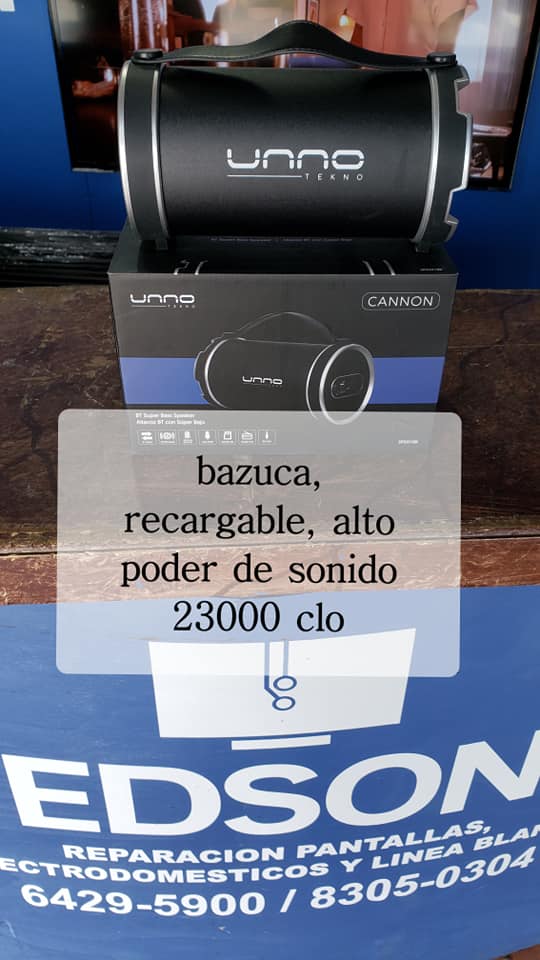 unno
TEKNO
unno
TEKNO
CANNON
unno
BT Super Bass Speaker
Altavoz BT con Super Bajo
bazuca,
recargable, alto
poder de sonido
23000 clo
EDSON
REPARACION PANTALLAS,
ECTRODOMESTICOS Y LINEA BLAN
6429-5900 / 8305-0304